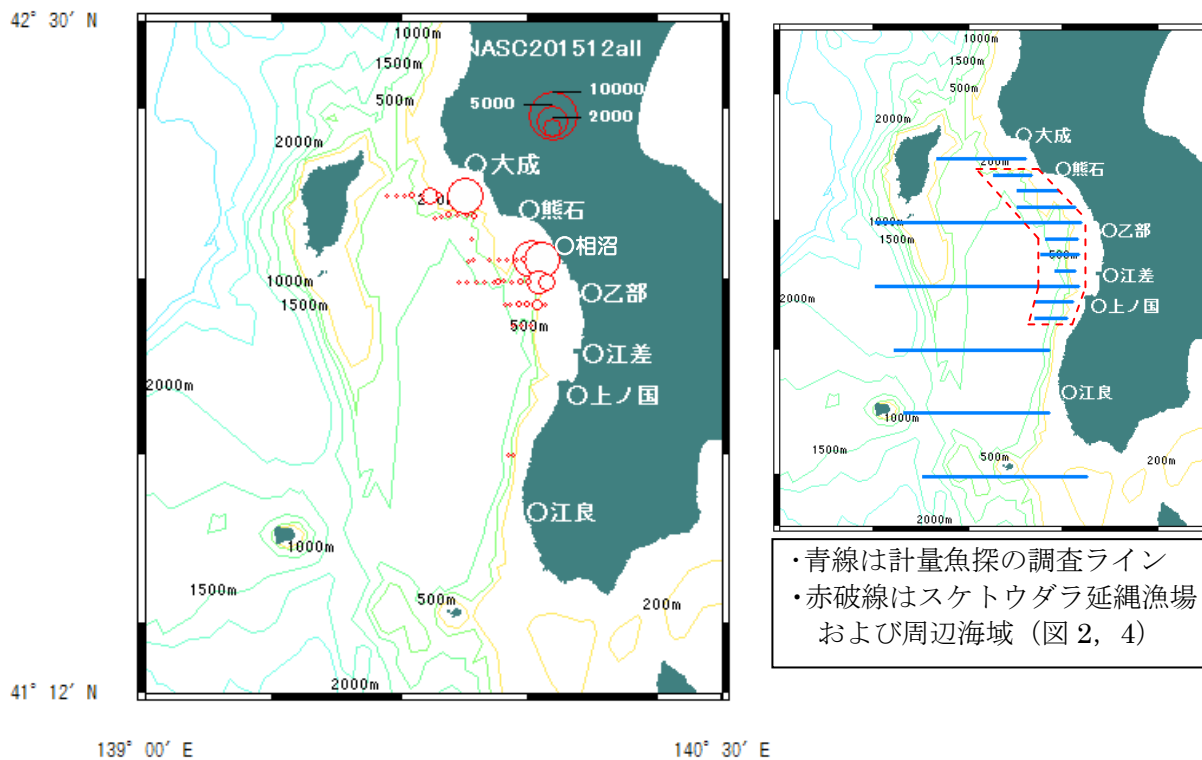 42° 30′ N
1000m
NASC201512all
1500m
10000
5000
500m
2000
2000m
大成
熊石
相沼
1000m
乙部
1500m
500m
江差
2000m
上ノ国
江良
1000m
1500m
500m
200m
2000m
41° 12′ N
139° 00′ E
140° 30′ E
1000m
1500m
500m
2000m
大成
200m
熊石
1000m
乙部
1500m
500m
江差
2000m
上ノ国
江良
1000m
1500m
500m
200m
2000m
・青線は計量魚探の調査ライン
・赤破線はスケトウダラ延縄漁場
および周辺海域（図 2，4）